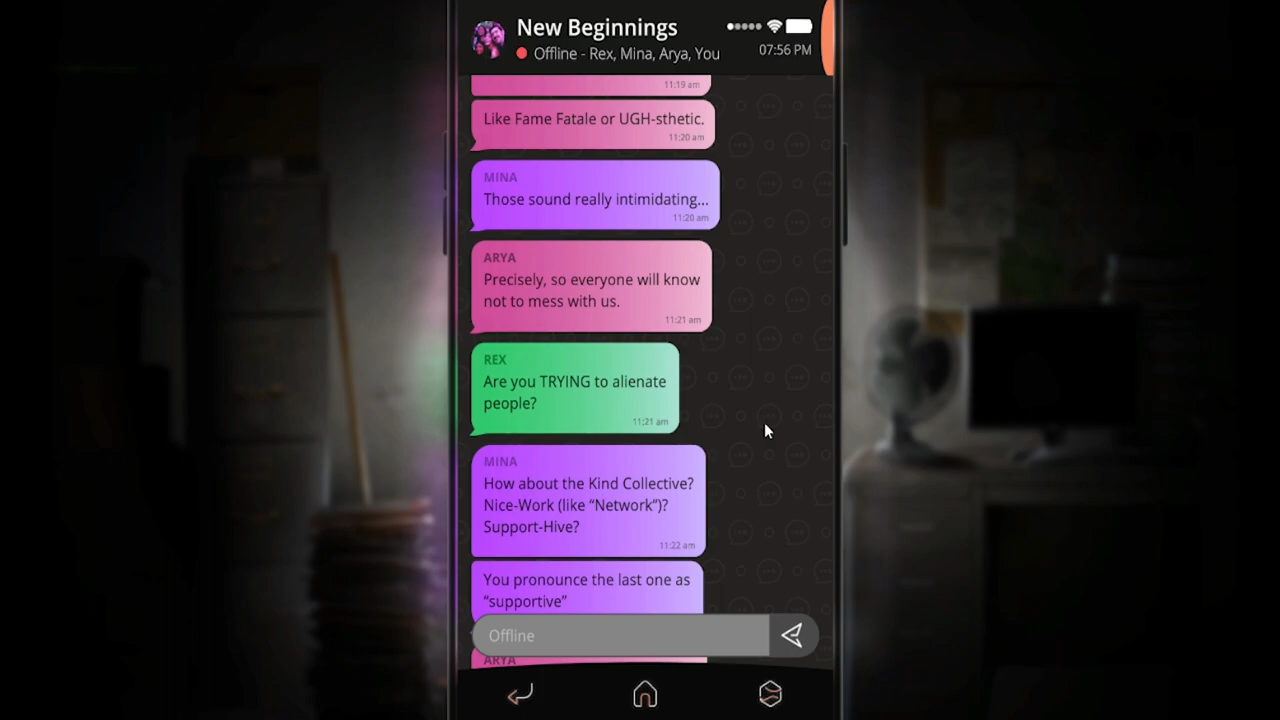 New Beginnings
Offline - Rex, Mina, Arya, You
07:56 PM
11:19 am
Like Fame Fatale or UGH-sthetic.
11:20 am
MINA
Those sound really intimidating...
11:20 am
ARYA
Precisely, so everyone will know
not to mess with us.
11:21 am
REX
Are you TRYING to alienate
people?
11:21 am
MINA
How about the Kind Collective?
Nice-Work (like “Network”)?
Support-Hive?
11:22 am
You pronounce the last one as
“supportive”
Offline
ARYA